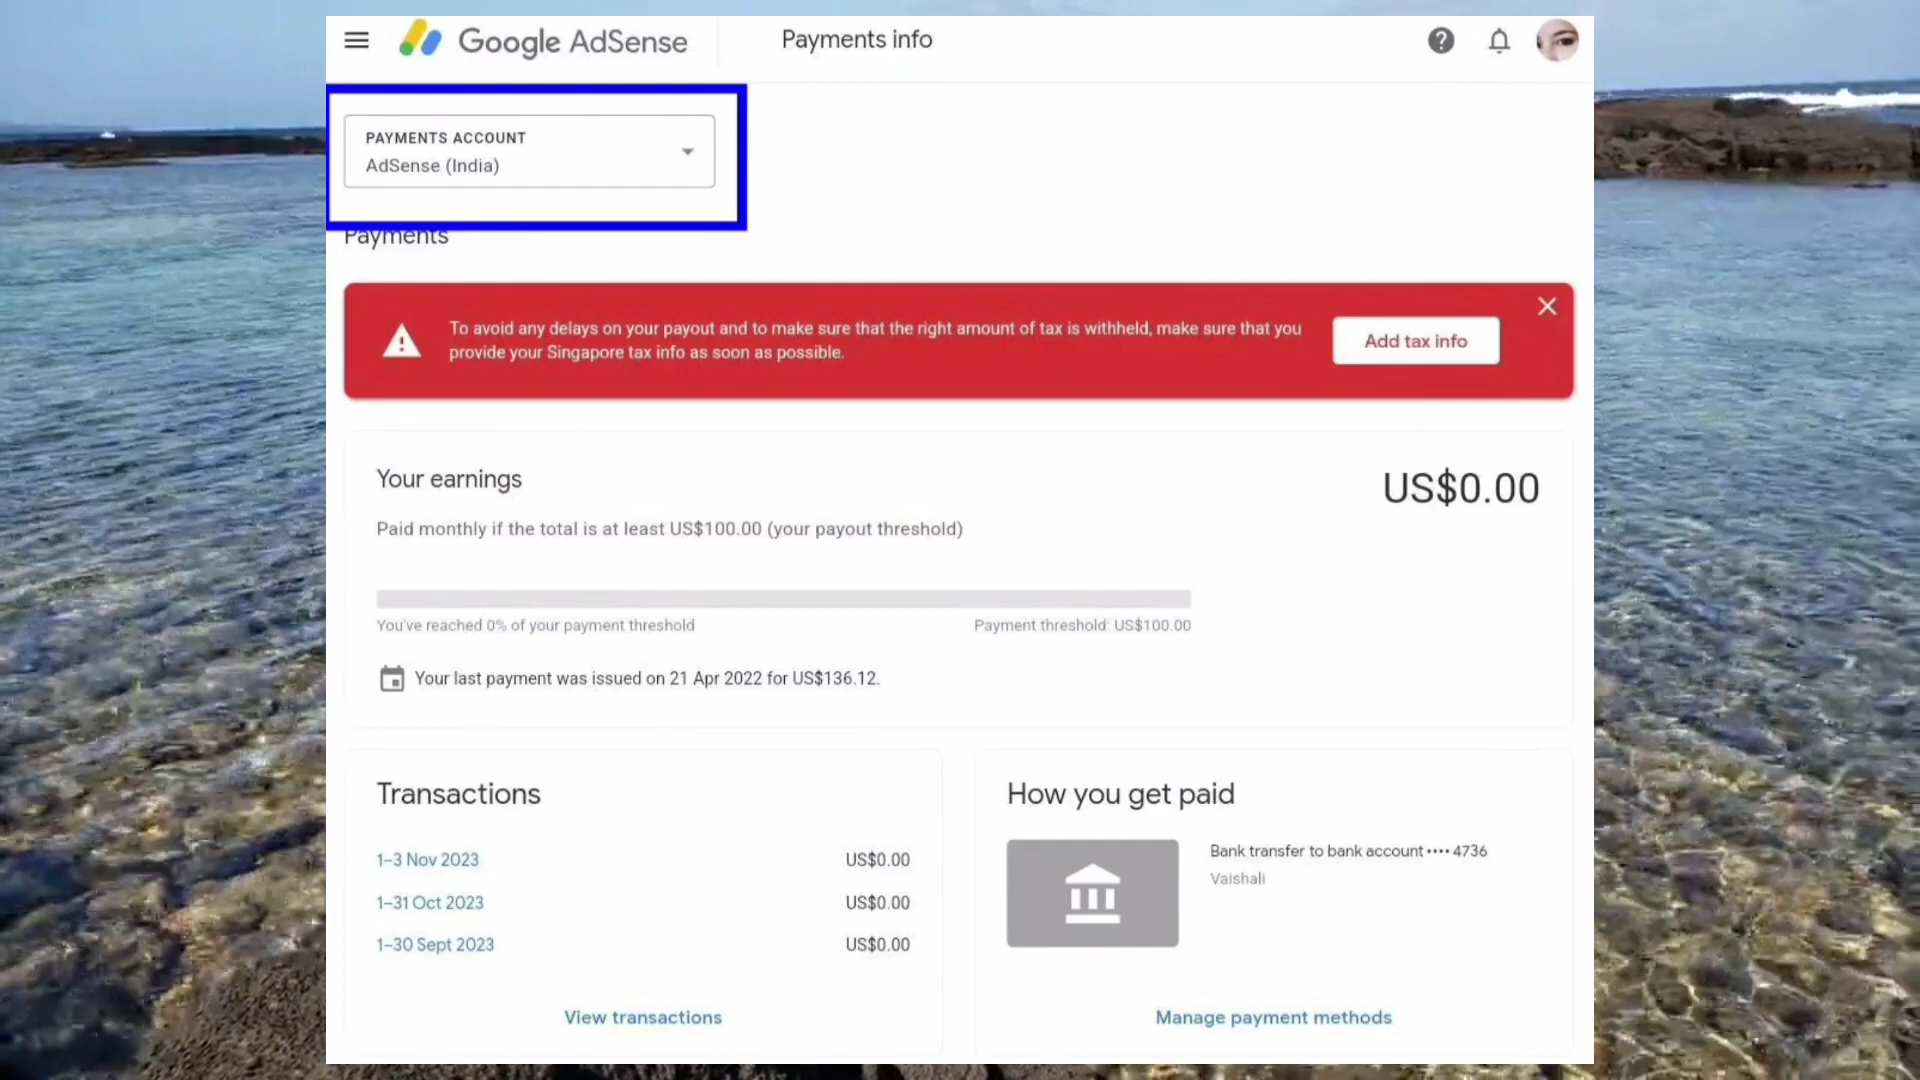 Google AdSense
Payments info
PAYMENTS ACCOUNT
AdSense (India)
Payments
To avoid any delays on your payout and to make sure that the right amount of tax is withheld, make sure that you
provide your Singapore tax info as soon as possible.
Add tax info
Your earnings
US$0.00
Paid monthly if the total is at least US$100.00 (your payout threshold)
You've reached 0% of your payment threshold
Payment threshold: US$100.00
Your last payment was issued on 21 Apr 2022 for US$136.12.
Transactions
1–3 Nov 2023 US$0.00
1–31 Oct 2023 US$0.00
1–30 Sept 2023 US$0.00
View transactions
How you get paid
Bank transfer to bank account •••• 4736
Vaishali
Manage payment methods